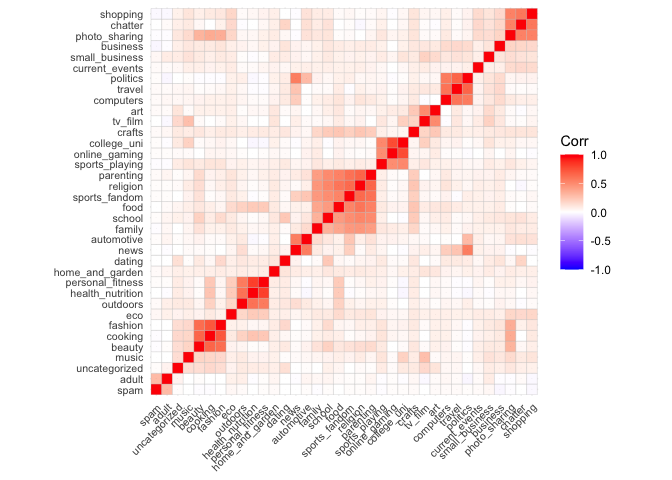 shopping
chatter
photo_sharing
business
small_business
current_events
politics
travel
computers
art
tv_film
crafts
college_uni
online_gaming
sports_playing
parenting
religion
sports_fandom
food
school
family
automotive
news
dating
home_and_garden
personal_fitness
health_nutrition
outdoors
eco
fashion
cooking
beauty
music
uncategorized
adult
spam
Corr
1.0
0.5
0.0
-0.5
-1.0
spam
adult
uncategorized
music
beauty
cooking
fashion
eco
outdoors
health_nutrition
personal_fitness
home_and_garden
dating
news
automotive
family
school
food
sports_fandom
religion
parenting
sports_playing
online_gaming
college_uni
crafts
tv_film
art
computers
travel
politics
current_events
small_business
business
photo_sharing
chatter
shopping